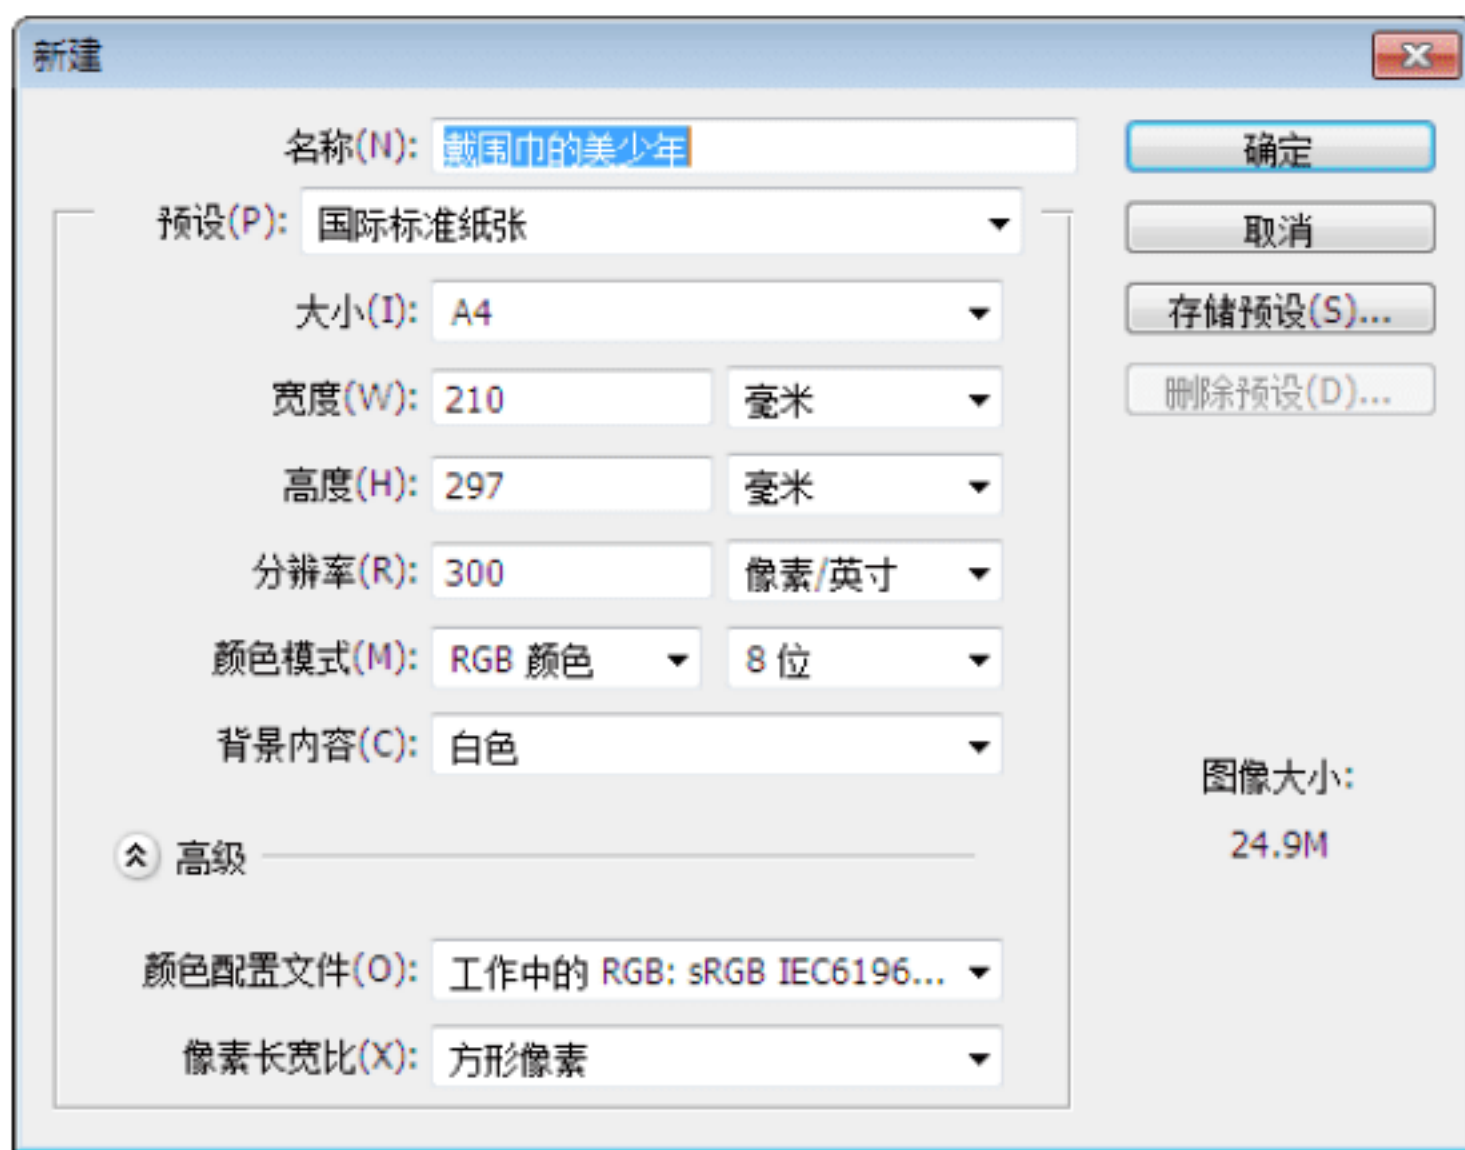 新建
名称(N): 戴围巾的美少年
确定
预设(P): 国际标准纸张
取消
大小(I): A4
存储预设(S)...
宽度(W): 210 毫米
删除预设(D)...
高度(H): 297 毫米
分辨率(R): 300 像素/英寸
颜色模式(M): RGB 颜色 8 位
背景内容(C): 白色
图像大小:
24.9M
高级
颜色配置文件(O): 工作中的 RGB: sRGB IEC6196...
像素长宽比(X): 方形像素